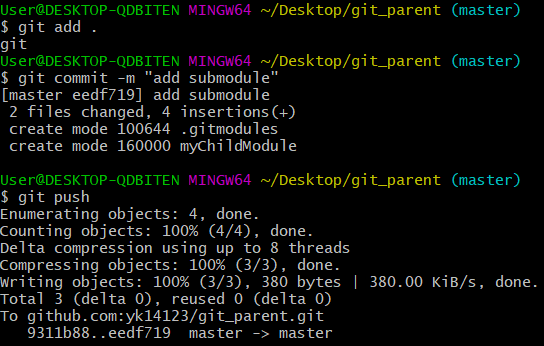 User@DESKTOP-QDBITEN MINGW64 ~/Desktop/git_parent (master)
$ git add .
git
User@DESKTOP-QDBITEN MINGW64 ~/Desktop/git_parent (master)
$ git commit -m "add submodule"
[master eedf719] add submodule
 2 files changed, 4 insertions(+)
 create mode 100644 .gitmodules
 create mode 160000 myChildModule
User@DESKTOP-QDBITEN MINGW64 ~/Desktop/git_parent (master)
$ git push
Enumerating objects: 4, done.
Counting objects: 100% (4/4), done.
Delta compression using up to 8 threads
Compressing objects: 100% (3/3), done.
Writing objects: 100% (3/3), 380 bytes | 380.00 KiB/s, done.
Total 3 (delta 0), reused 0 (delta 0)
To github.com:yk14123/git_parent.git
   9311b88..eedf719  master -> master